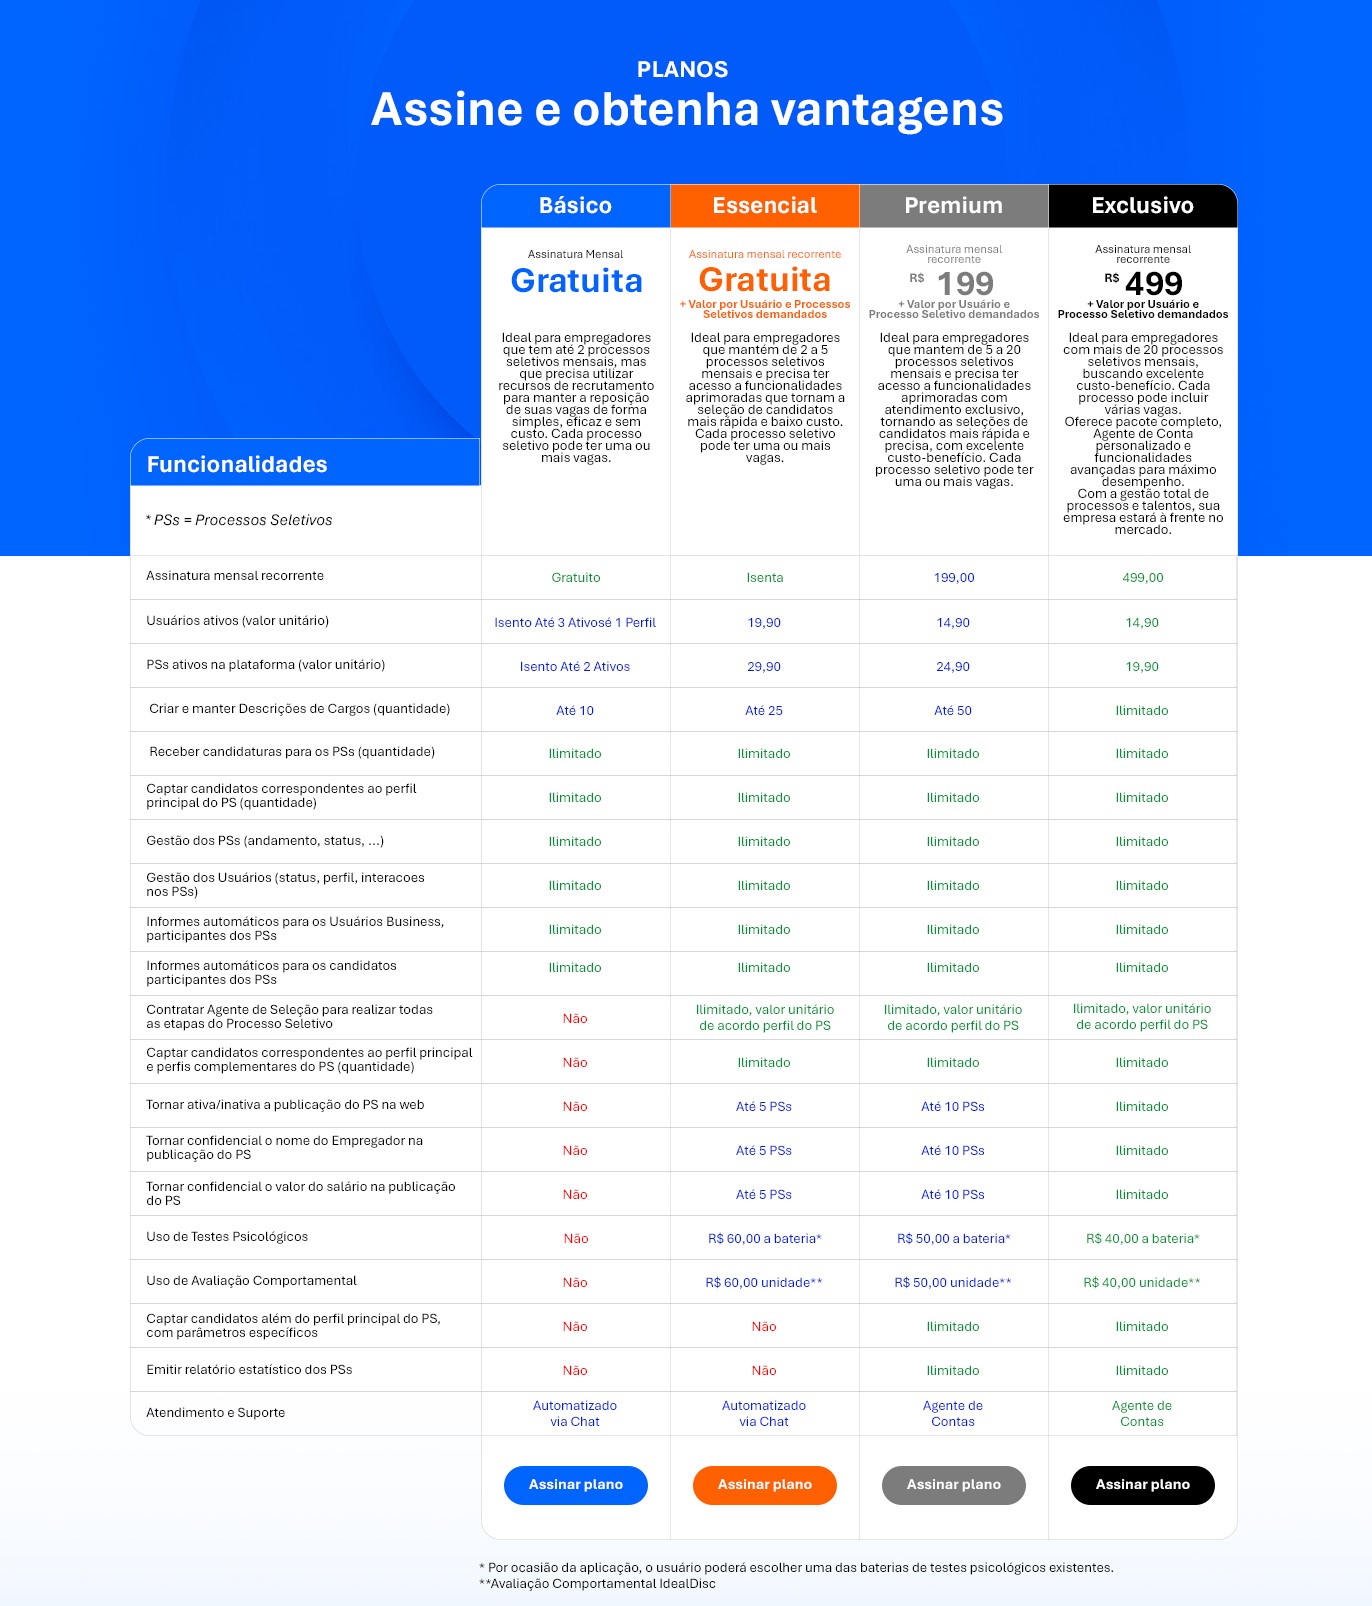 PLANOS
Assine e obtenha vantagens
Básico
Essencial
Premium
Exclusivo
Assinatura Mensal
Gratuita
Assinatura mensal recorrente
Gratuita
+ Valor por Usuário e Processos
Seletivos demandados
Assinatura mensal
recorrente
R$ 199
+ Valor por Usuário e
Processo Seletivo demandados
Assinatura mensal
recorrente
R$ 499
+ Valor por Usuário e
Processo Seletivo demandados
Ideal para empregadores
que tem até 2 processos
seletivos mensais, mas
que precisa utilizar
recursos de recrutamento
para manter a reposição
de suas vagas de forma
simples, eficaz e sem
custo. Cada processo
seletivo pode ter uma ou
mais vagas.
Ideal para empregadores
que mantém de 2 a 5
processos seletivos
mensais e precisa ter
acesso a funcionalidades
aprimoradas que tornam a
seleção de candidatos
mais rápida e baixo custo.
Cada processo seletivo
pode ter uma ou mais
vagas.
Ideal para empregadores
que mantem de 5 a 20
processos seletivos
mensais e precisa ter
acesso a funcionalidades
aprimoradas com
atendimento exclusivo,
tornando as seleções de
candidatos mais rápida e
precisa, com excelente
custo-benefício. Cada
processo seletivo pode ter
uma ou mais vagas.
Ideal para empregadores
com mais de 20 processos
seletivos mensais,
buscando excelente
custo-benefício. Cada
processo pode incluir
várias vagas.
Oferece pacote completo,
Agente de Conta
personalizado e
funcionalidades
avançadas para máximo
desempenho.
Com a gestão total de
processos e talentos, sua
empresa estará à frente no
mercado.
Funcionalidades
* PSs = Processos Seletivos
Assinatura mensal recorrente
Gratuito
Isenta
199,00
499,00
Usuários ativos (valor unitário)
Isento Até 3 Ativosé 1 Perfil
19,90
14,90
14,90
PSs ativos na plataforma (valor unitário)
Isento Até 2 Ativos
29,90
24,90
19,90
Criar e manter Descrições de Cargos (quantidade)
Até 10
Até 25
Até 50
Ilimitado
Receber candidaturas para os PSs (quantidade)
Ilimitado
Ilimitado
Ilimitado
Ilimitado
Captar candidatos correspondentes ao perfil
principal do PS (quantidade)
Ilimitado
Ilimitado
Ilimitado
Ilimitado
Gestão dos PSs (andamento, status, ...)
Ilimitado
Ilimitado
Ilimitado
Ilimitado
Gestão dos Usuários (status, perfil, interacoes
nos PSs)
Ilimitado
Ilimitado
Ilimitado
Ilimitado
Informes automáticos para os Usuários Business,
participantes dos PSs
Ilimitado
Ilimitado
Ilimitado
Ilimitado
Informes automáticos para os candidatos
participantes dos PSs
Ilimitado
Ilimitado
Ilimitado
Ilimitado
Contratar Agente de Seleção para realizar todas
as etapas do Processo Seletivo
Não
Ilimitado, valor unitário
de acordo perfil do PS
Ilimitado, valor unitário
de acordo perfil do PS
Ilimitado, valor unitário
de acordo perfil do PS
Captar candidatos correspondentes ao perfil principal
e perfis complementares do PS (quantidade)
Não
Ilimitado
Ilimitado
Ilimitado
Tornar ativa/inativa a publicação do PS na web
Não
Até 5 PSs
Até 10 PSs
Ilimitado
Tornar confidencial o nome do Empregador na
publicação do PS
Não
Até 5 PSs
Até 10 PSs
Ilimitado
Tornar confidencial o valor do salário na publicação
do PS
Não
Até 5 PSs
Até 10 PSs
Ilimitado
Uso de Testes Psicológicos
Não
R$ 60,00 a bateria*
R$ 50,00 a bateria*
R$ 40,00 a bateria*
Uso de Avaliação Comportamental
Não
R$ 60,00 unidade**
R$ 50,00 unidade**
R$ 40,00 unidade**
Captar candidatos além do perfil principal do PS,
com parâmetros específicos
Não
Não
Ilimitado
Ilimitado
Emitir relatório estatístico dos PSs
Não
Não
Ilimitado
Ilimitado
Atendimento e Suporte
Automatizado
via Chat
Automatizado
via Chat
Agente de
Contas
Agente de
Contas
Assinar plano
Assinar plano
Assinar plano
Assinar plano
* Por ocasião da aplicação, o usuário poderá escolher uma das baterias de testes psicológicos existentes.
**Avaliação Comportamental IdealDisc